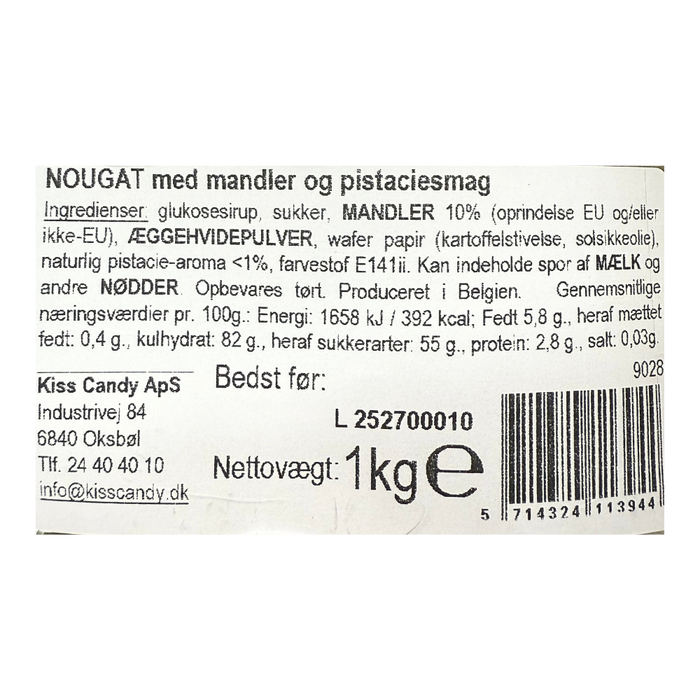 NOUGAT med mandler og pistaciesmag
Ingredienser: glukosesirup, sukker, MANDLER 10% (oprindelse EU og/eller
ikke-EU), ÆGGEHVIDEPULVER, wafer papir (kartoffelstivelse, solsikkeolie),
naturlig pistacie-aroma <1%, farvestof E141ii. Kan indeholde spor af MÆLK og
andre NØDDER. Opbevares tørt. Produceret i Belgien. Gennemsnitlige
næringsværdier pr. 100g.: Energi: 1658 kJ / 392 kcal; Fedt 5,8 g., heraf mættet
fedt: 0,4 g., kulhydrat: 82 g., heraf sukkerarter: 55 g., protein: 2,8 g., salt: 0,03g.
9028
Kiss Candy ApS
Industrivej 84
6840 Oksbøl
Tlf. 24 40 40 10
info@kisscandy.dk
Bedst før:
L 252700010
Nettovægt: 1kg e
5 714324 113944